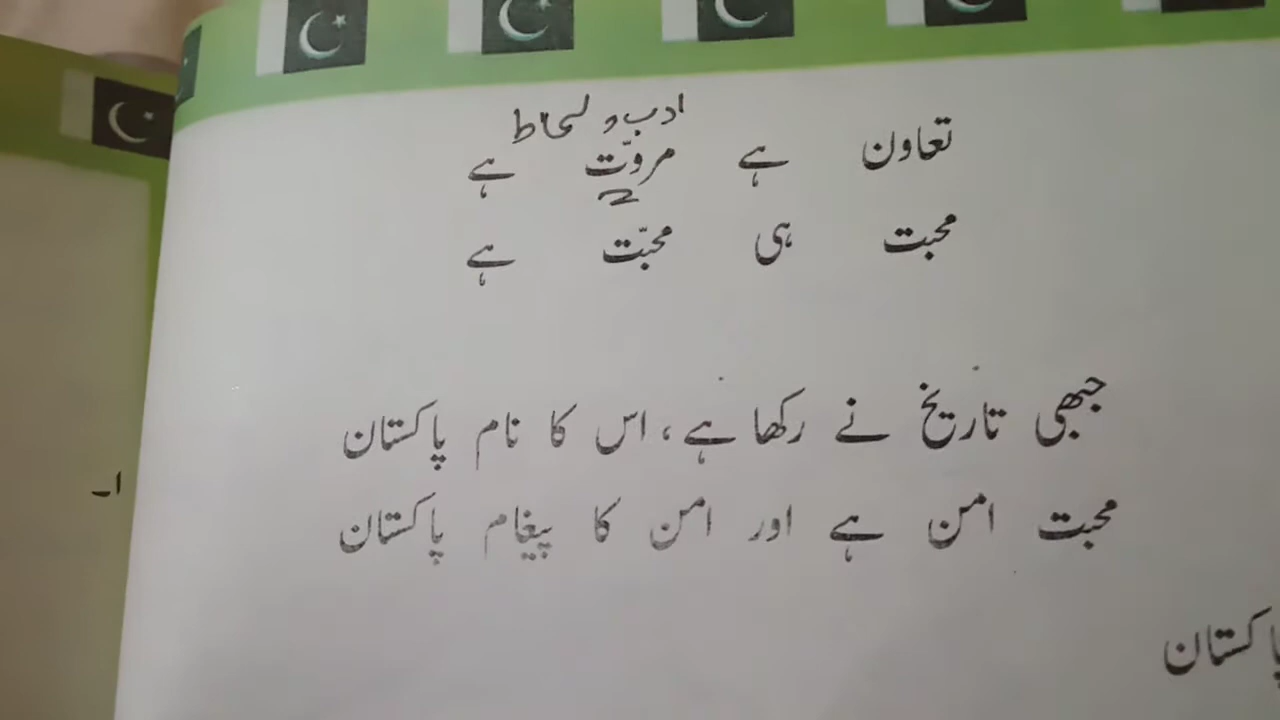 ادب و لحاظ
تعاون ہے مروّت ہے
محبت ہی محبّت ہے
جبھی تاریخ نے رکھا ہے، اس کا نام پاکستان
محبت امن ہے اور امن کا پیغام پاکستان
پاکستان
ا۔